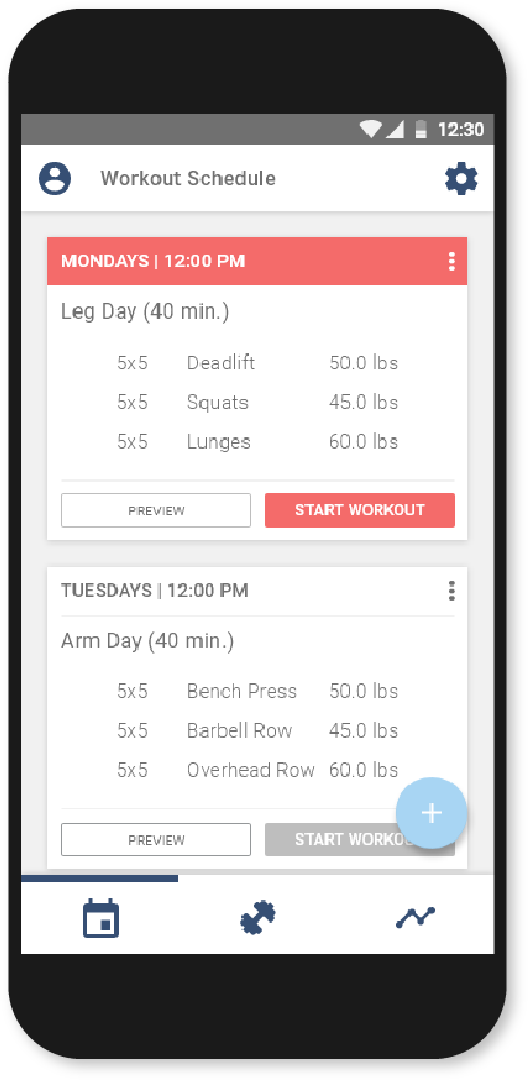 12:30
Workout Schedule
MONDAYS | 12:00 PM
Leg Day (40 min.)
5x5 Deadlift 50.0 lbs
5x5 Squats 45.0 lbs
5x5 Lunges 60.0 lbs
PREVIEW START WORKOUT
TUESDAYS | 12:00 PM
Arm Day (40 min.)
5x5 Bench Press 50.0 lbs
5x5 Barbell Row 45.0 lbs
5x5 Overhead Row 60.0 lbs
+
PREVIEW START